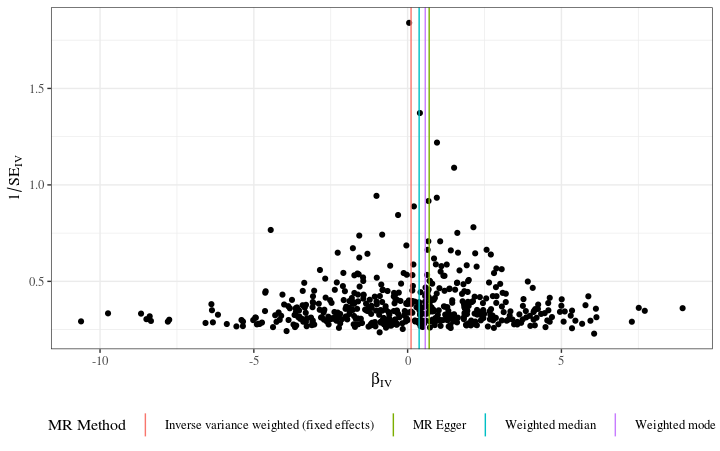 1/SE_IV
1.5
1.0
0.5
-10
-5
0
5
β_IV
MR Method
Inverse variance weighted (fixed effects)
MR Egger
Weighted median
Weighted mode